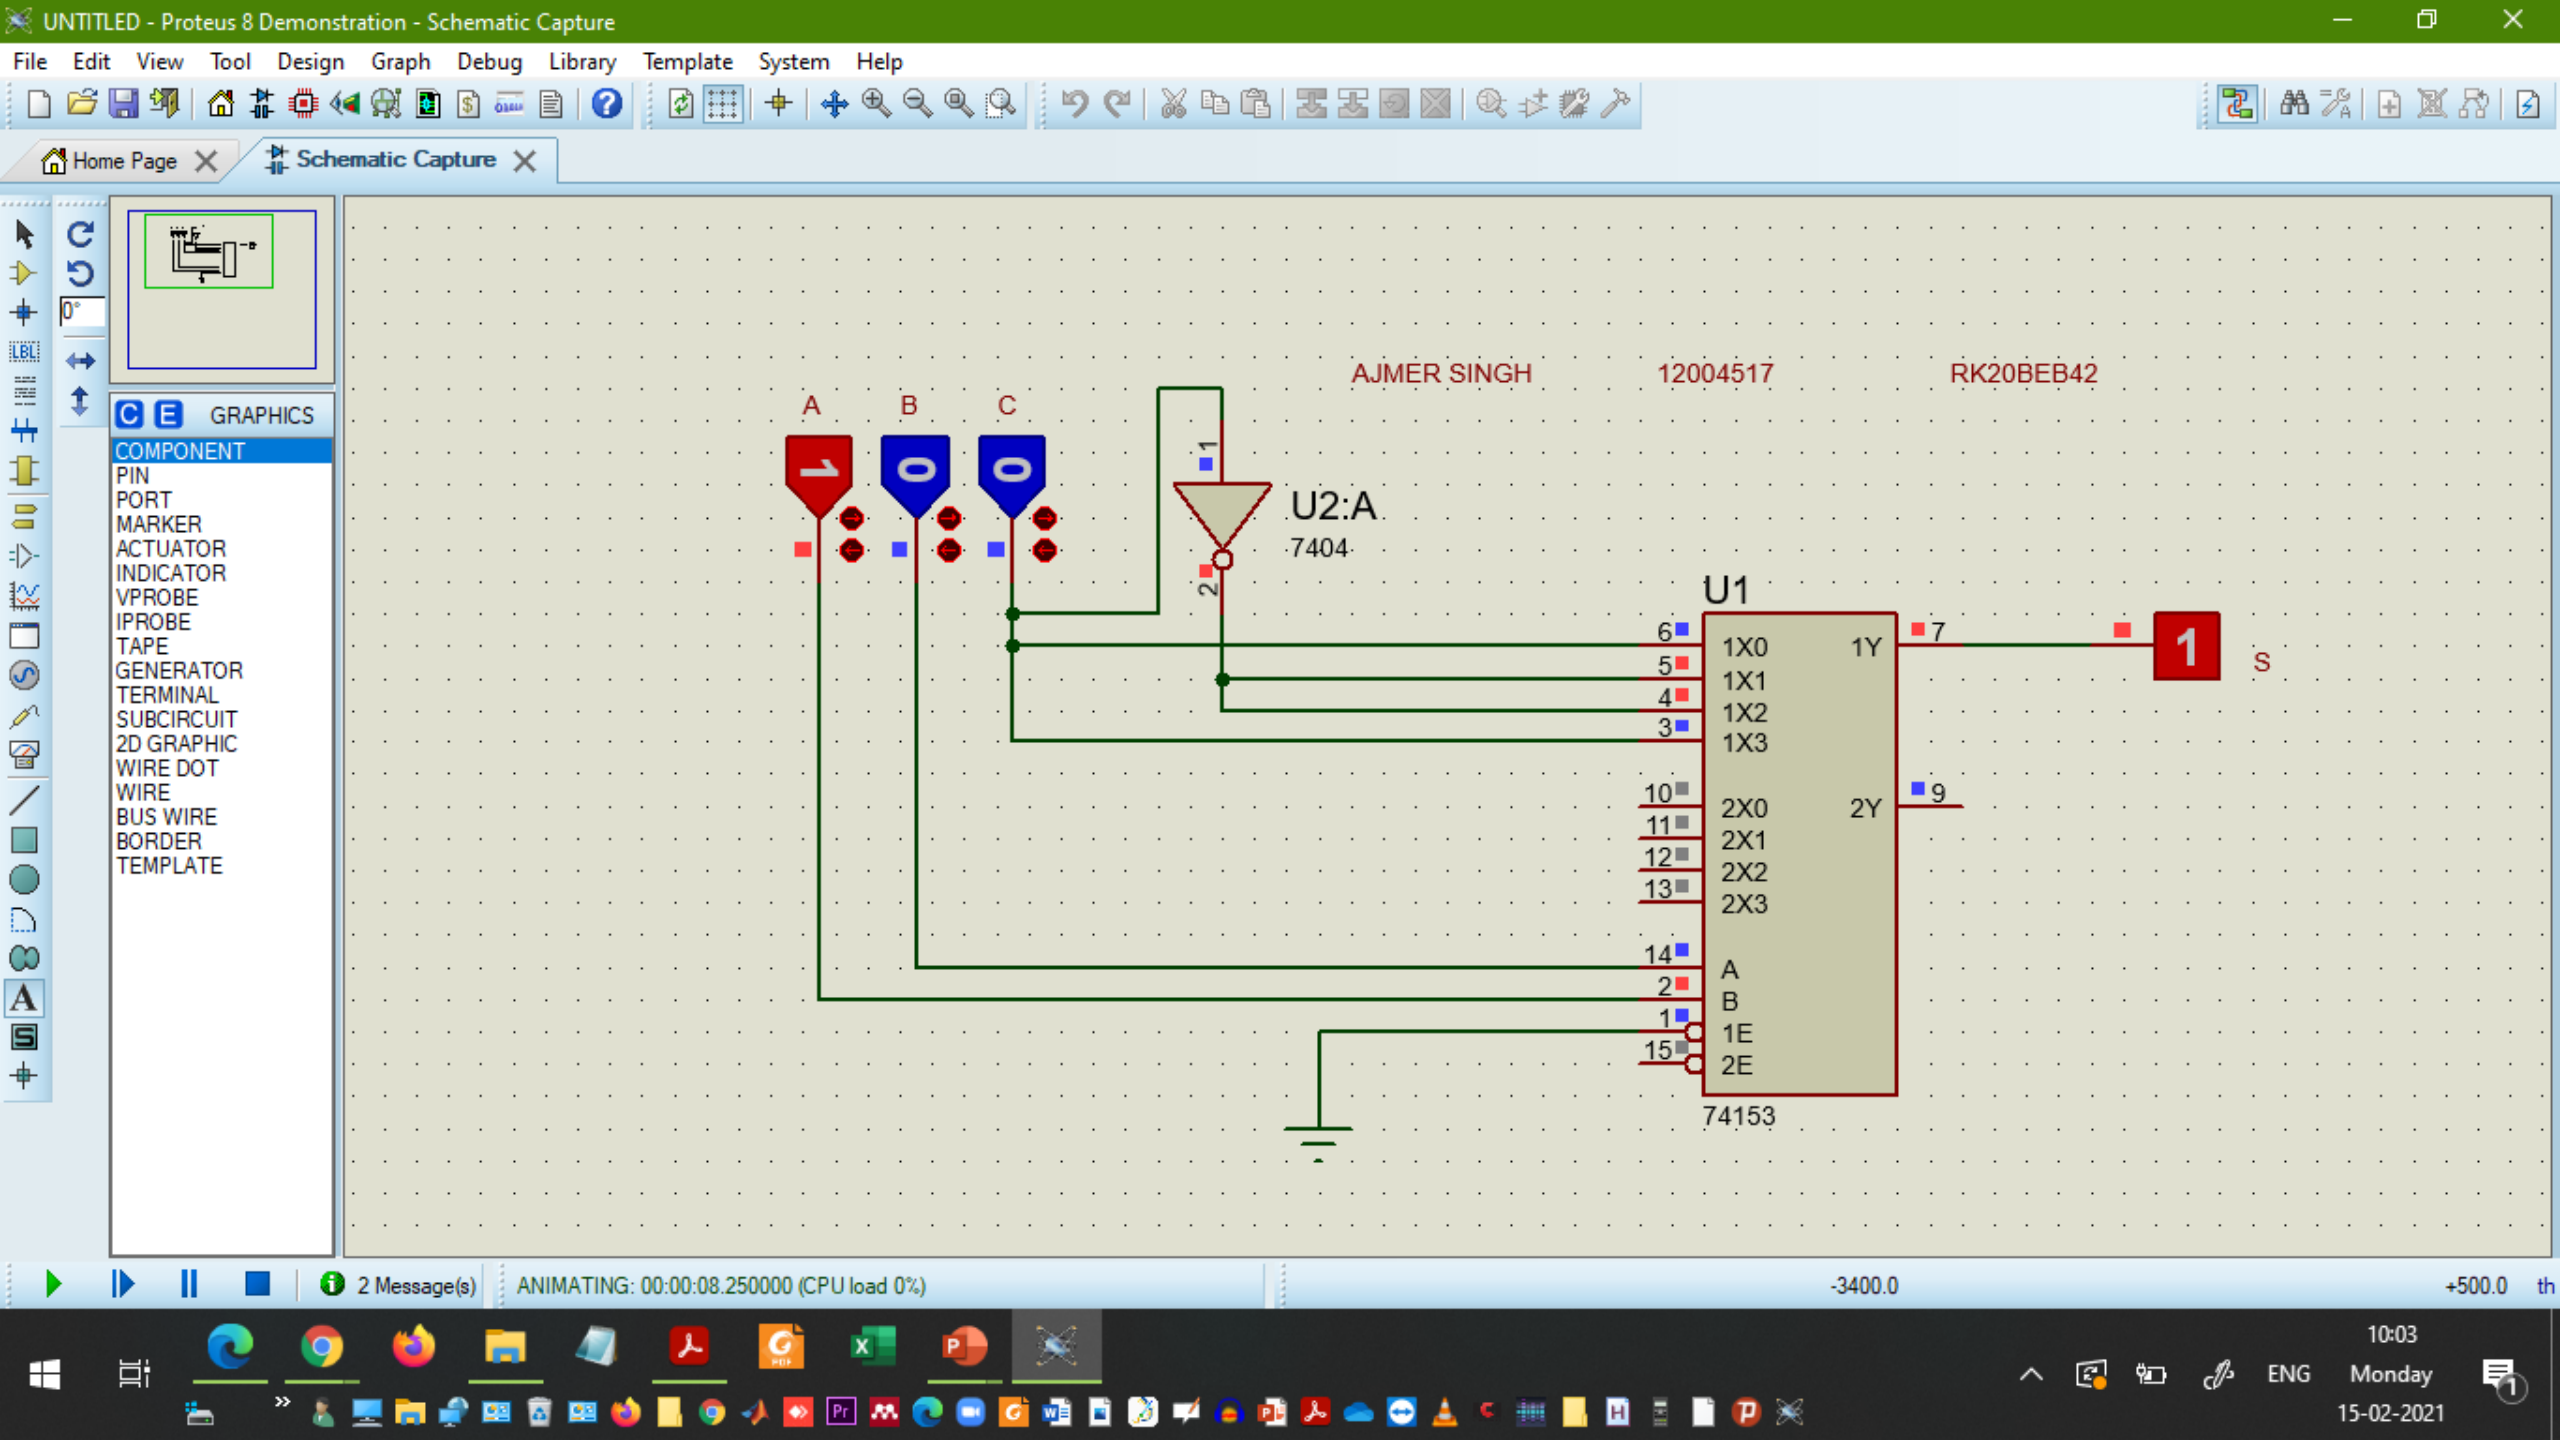 UNTITLED - Proteus 8 Demonstration - Schematic Capture
File Edit View Tool Design Graph Debug Library Template System Help
Home Page Schematic Capture
0°
LBL
C E GRAPHICS
COMPONENT
PIN
PORT
MARKER
ACTUATOR
INDICATOR
VPROBE
IPROBE
TAPE
GENERATOR
TERMINAL
SUBCIRCUIT
2D GRAPHIC
WIRE DOT
WIRE
BUS WIRE
BORDER
TEMPLATE
AJMER SINGH 12004517 RK20BEB42
A B C
1 0 0
1
U2:A
7404
2
U1
6 1X0 1Y 7
1 S
5 1X1
4 1X2
3 1X3
10 2X0 2Y 9
11 2X1
12 2X2
13 2X3
14 A
2 B
1 1E
15 2E
74153
2 Message(s) ANIMATING: 00:00:08.250000 (CPU load 0%) -3400.0 +500.0 th
10:03
ENG Monday
15-02-2021
1